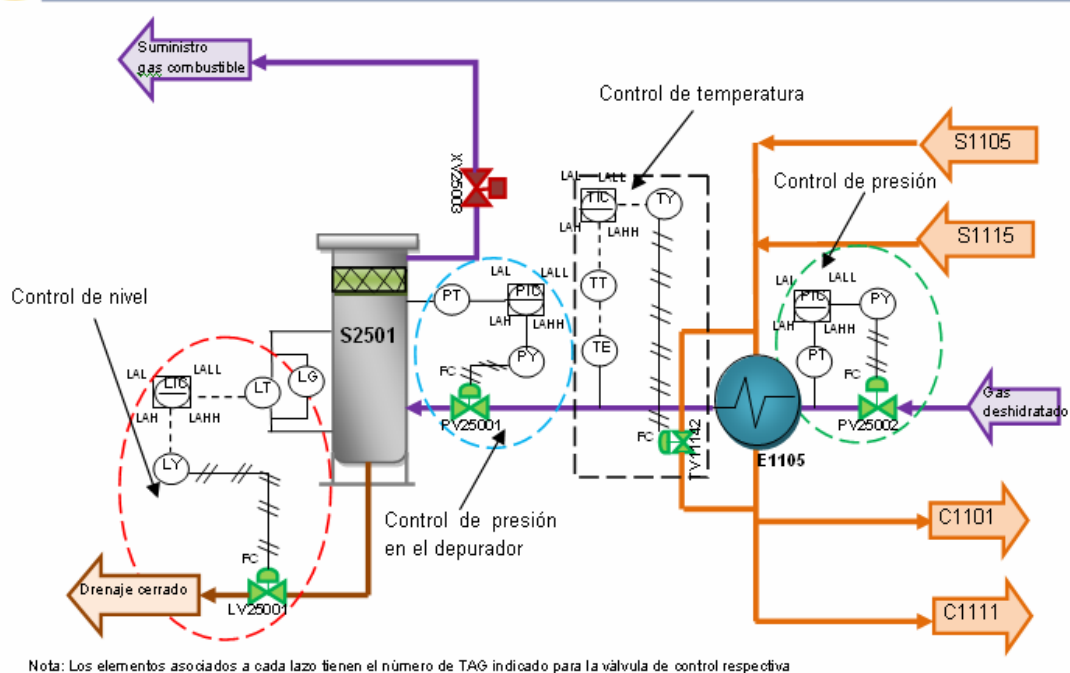 Suministro
gas combustible
Control de temperatura
S1105
XV25003
LAL
LALL
TIC
TY
LAH
LAHH
Control de presión
S1115
Control de nivel
S2501
PT
LAL
LALL
PIC
LAH
LAHH
PY
FC
PV25001
TT
TE
FC
TV11142
LAL
LALL
PIC
PY
LAH
LAHH
PT
FC
PV25002
Gas
deshidratado
E1105
LAL
LALL
LIC
LT
LG
LAH
LAHH
LY
FC
LV25001
Control de presión
en el depurador
C1101
Drenaje cerrado
C1111
Nota: Los elementos asociados a cada lazo tienen el número de TAG indicado para la válvula de control respectiva